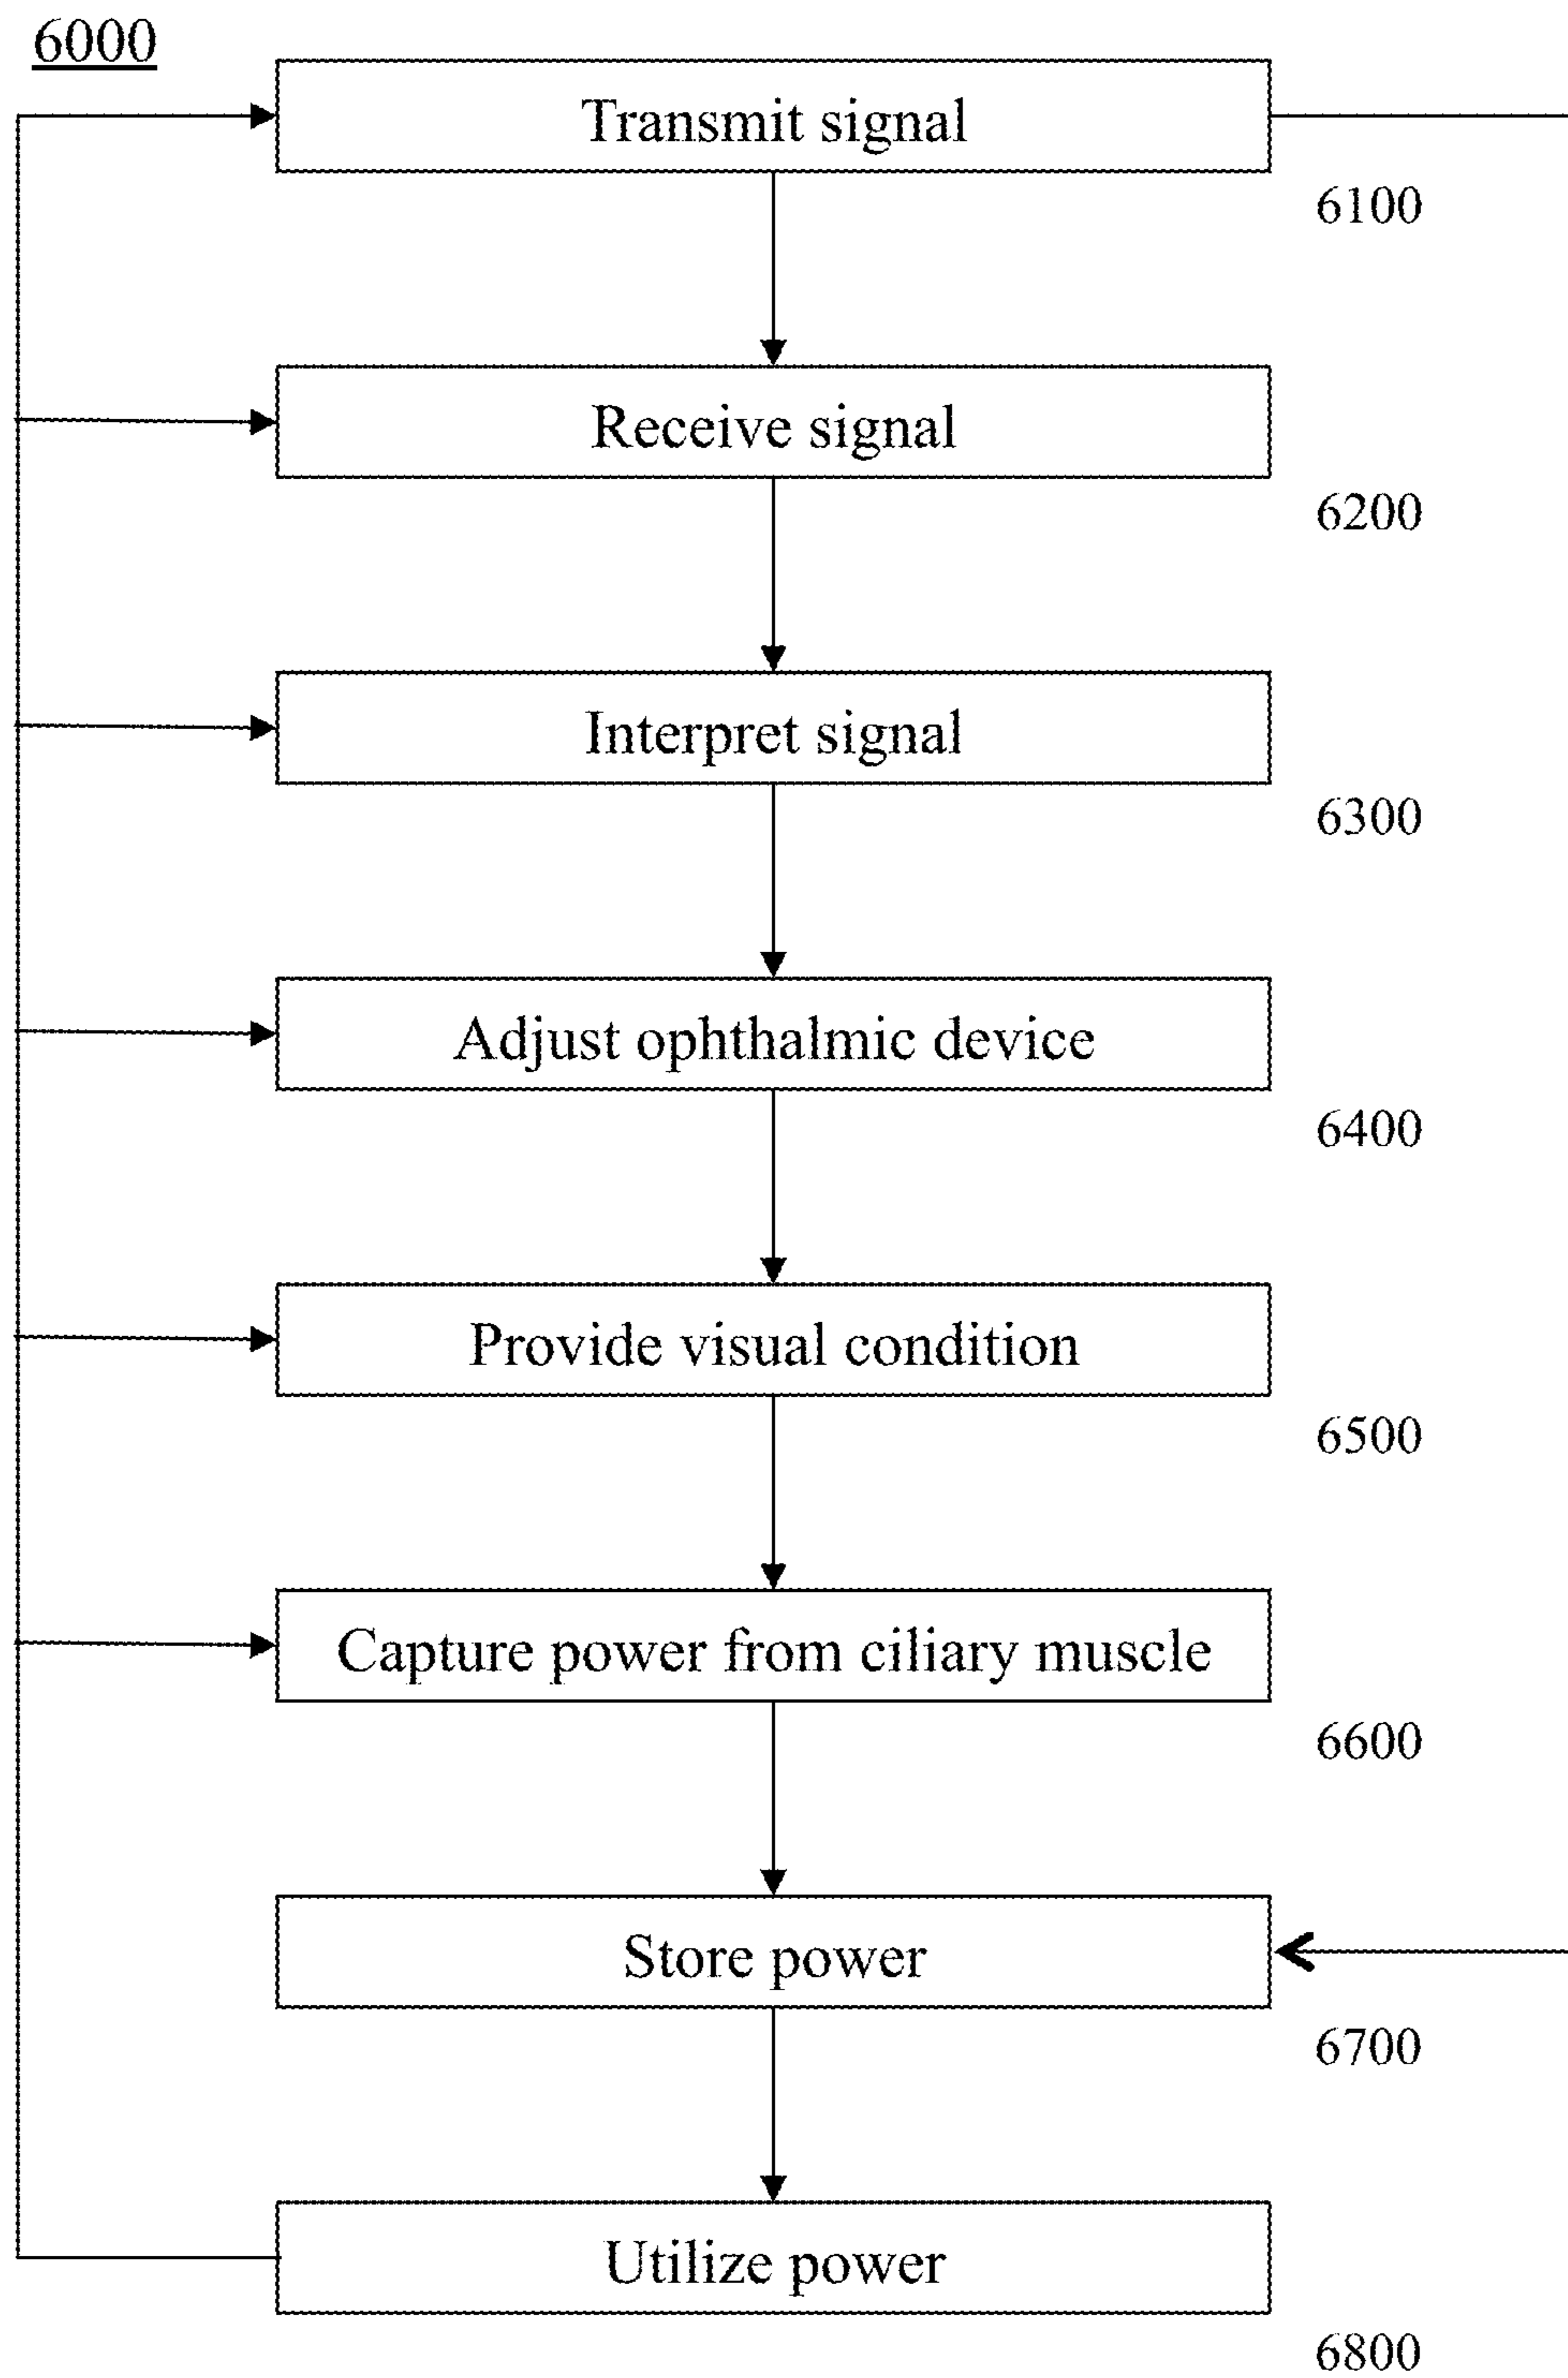 6000
Transmit signal
6100
Receive signal
6200
Interpret signal
6300
Adjust ophthalmic device
6400
Provide visual condition
6500
Capture power from ciliary muscle
6600
Store power
6700
Utilize power
6800